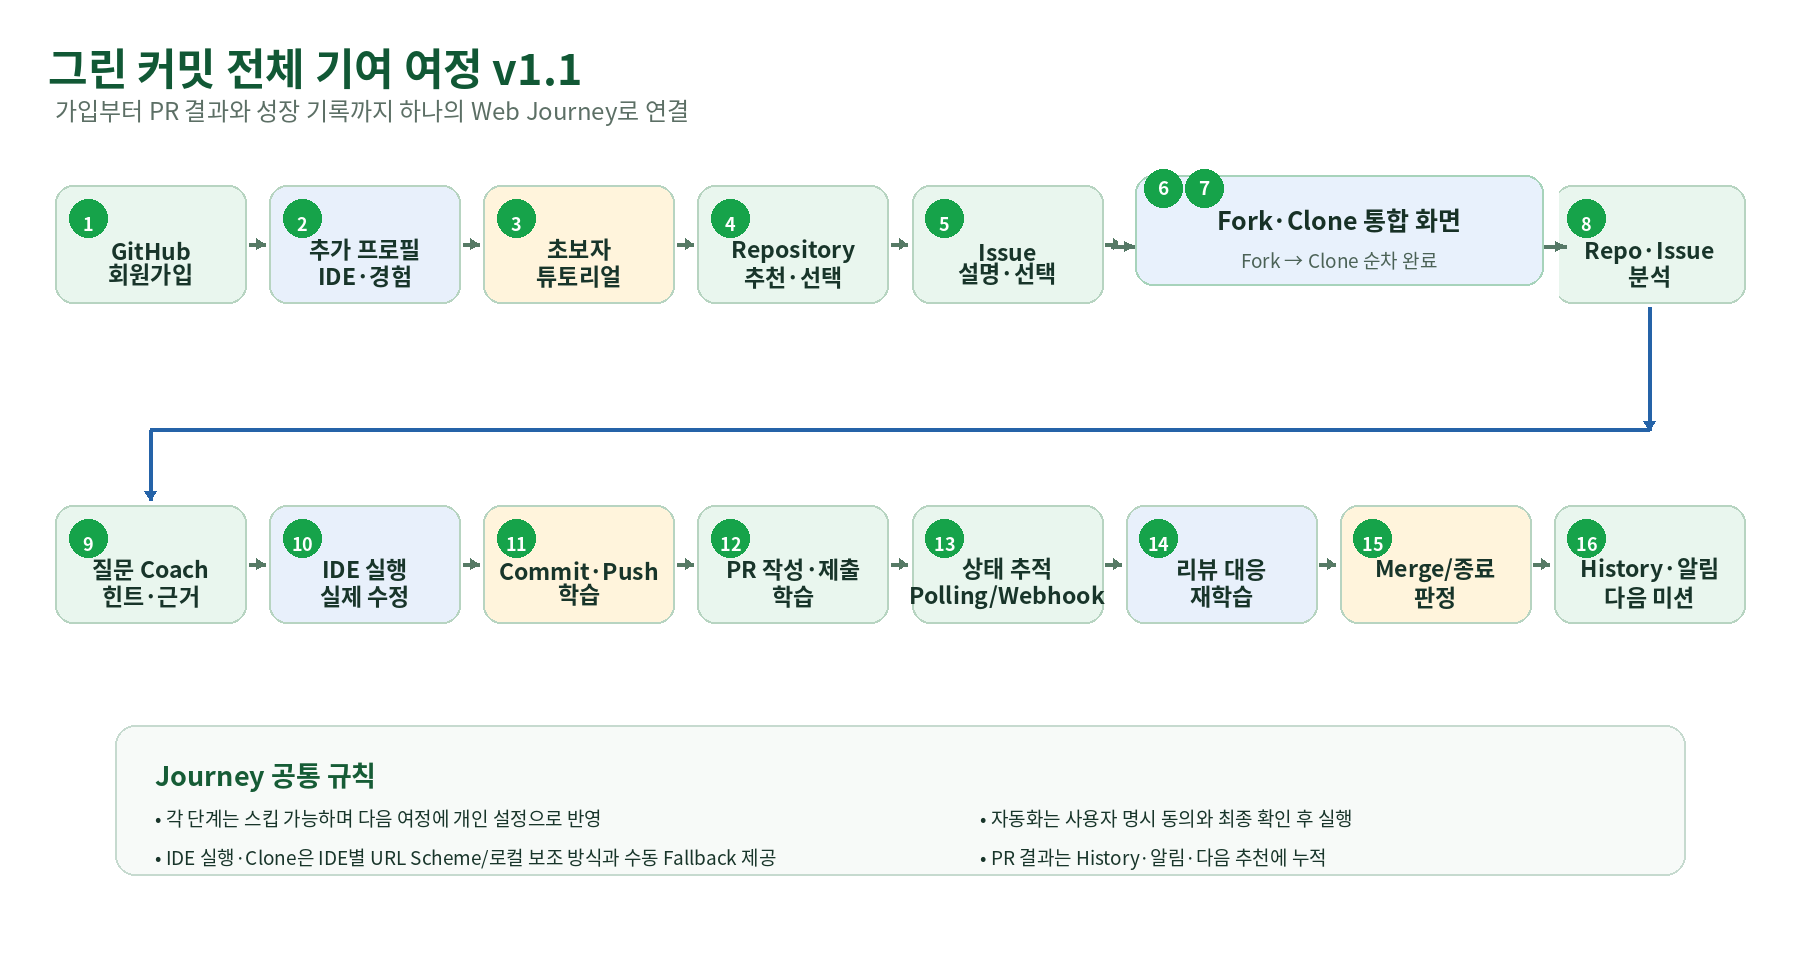 그린 커밋 전체 기여 여정 v1.1
가입부터 PR 결과와 성장 기록까지 하나의 Web Journey로 연결
1
GitHub
회원가입
2
추가 프로필
IDE·경험
3
초보자
튜토리얼
4
Repository
추천·선택
5
Issue
설명·선택
6 7
Fork·Clone 통합 화면
Fork → Clone 순차 완료
8
Repo·Issue
분석
9
질문 Coach
힌트·근거
10
IDE 실행
실제 수정
11
Commit·Push
학습
12
PR 작성·제출
학습
13
상태 추적
Polling/Webhook
14
리뷰 대응
재학습
15
Merge/종료
판정
16
History·알림
다음 미션
Journey 공통 규칙
• 각 단계는 스킵 가능하며 다음 여정에 개인 설정으로 반영
• IDE 실행·Clone은 IDE별 URL Scheme/로컬 보조 방식과 수동 Fallback 제공
• 자동화는 사용자 명시 동의와 최종 확인 후 실행
• PR 결과는 History·알림·다음 추천에 누적